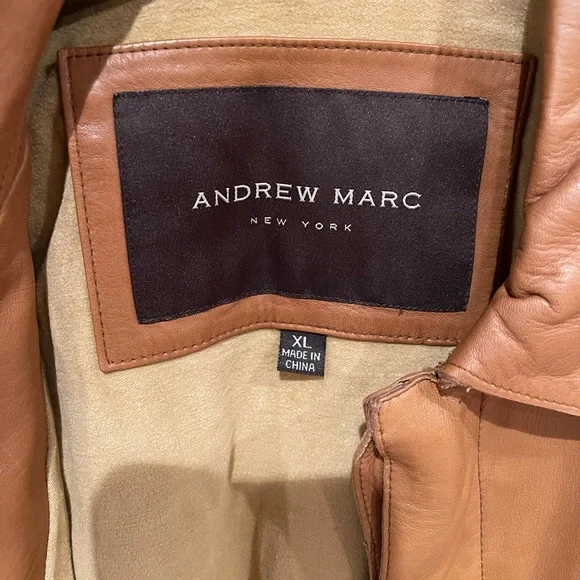 ANDREW MARC
NEW YORK
XL
MADE IN
CHINA